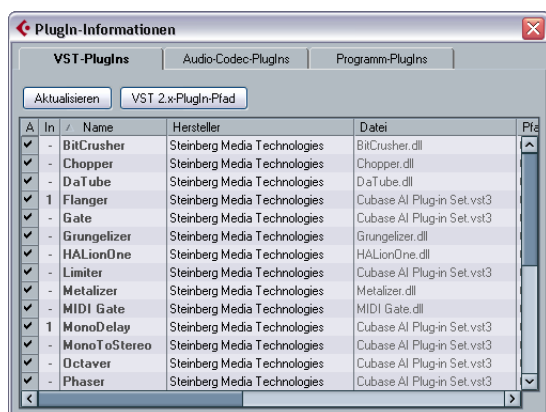 PlugIn-Informationen
VST-PlugIns Audio-Codec-PlugIns Programm-PlugIns
Aktualisieren VST 2.x-PlugIn-Pfad
A In Name Hersteller Datei Pfa
- BitCrusher Steinberg Media Technologies BitCrusher.dll
- Chopper Steinberg Media Technologies Chopper.dll
- DaTube Steinberg Media Technologies DaTube.dll
1 Flanger Steinberg Media Technologies Cubase AI Plug-in Set.vst3
- Gate Steinberg Media Technologies Cubase AI Plug-in Set.vst3
- Grungelizer Steinberg Media Technologies Grungelizer.dll
- HALionOne Steinberg Media Technologies HALionOne.dll
- Limiter Steinberg Media Technologies Cubase AI Plug-in Set.vst3
- Metalizer Steinberg Media Technologies Metalizer.dll
- MIDI Gate Steinberg Media Technologies MIDI Gate.dll
1 MonoDelay Steinberg Media Technologies Cubase AI Plug-in Set.vst3
- MonoToStereo Steinberg Media Technologies Cubase AI Plug-in Set.vst3
- Octaver Steinberg Media Technologies Cubase AI Plug-in Set.vst3
- Phaser Steinberg Media Technologies Cubase AI Plug-in Set.vst3